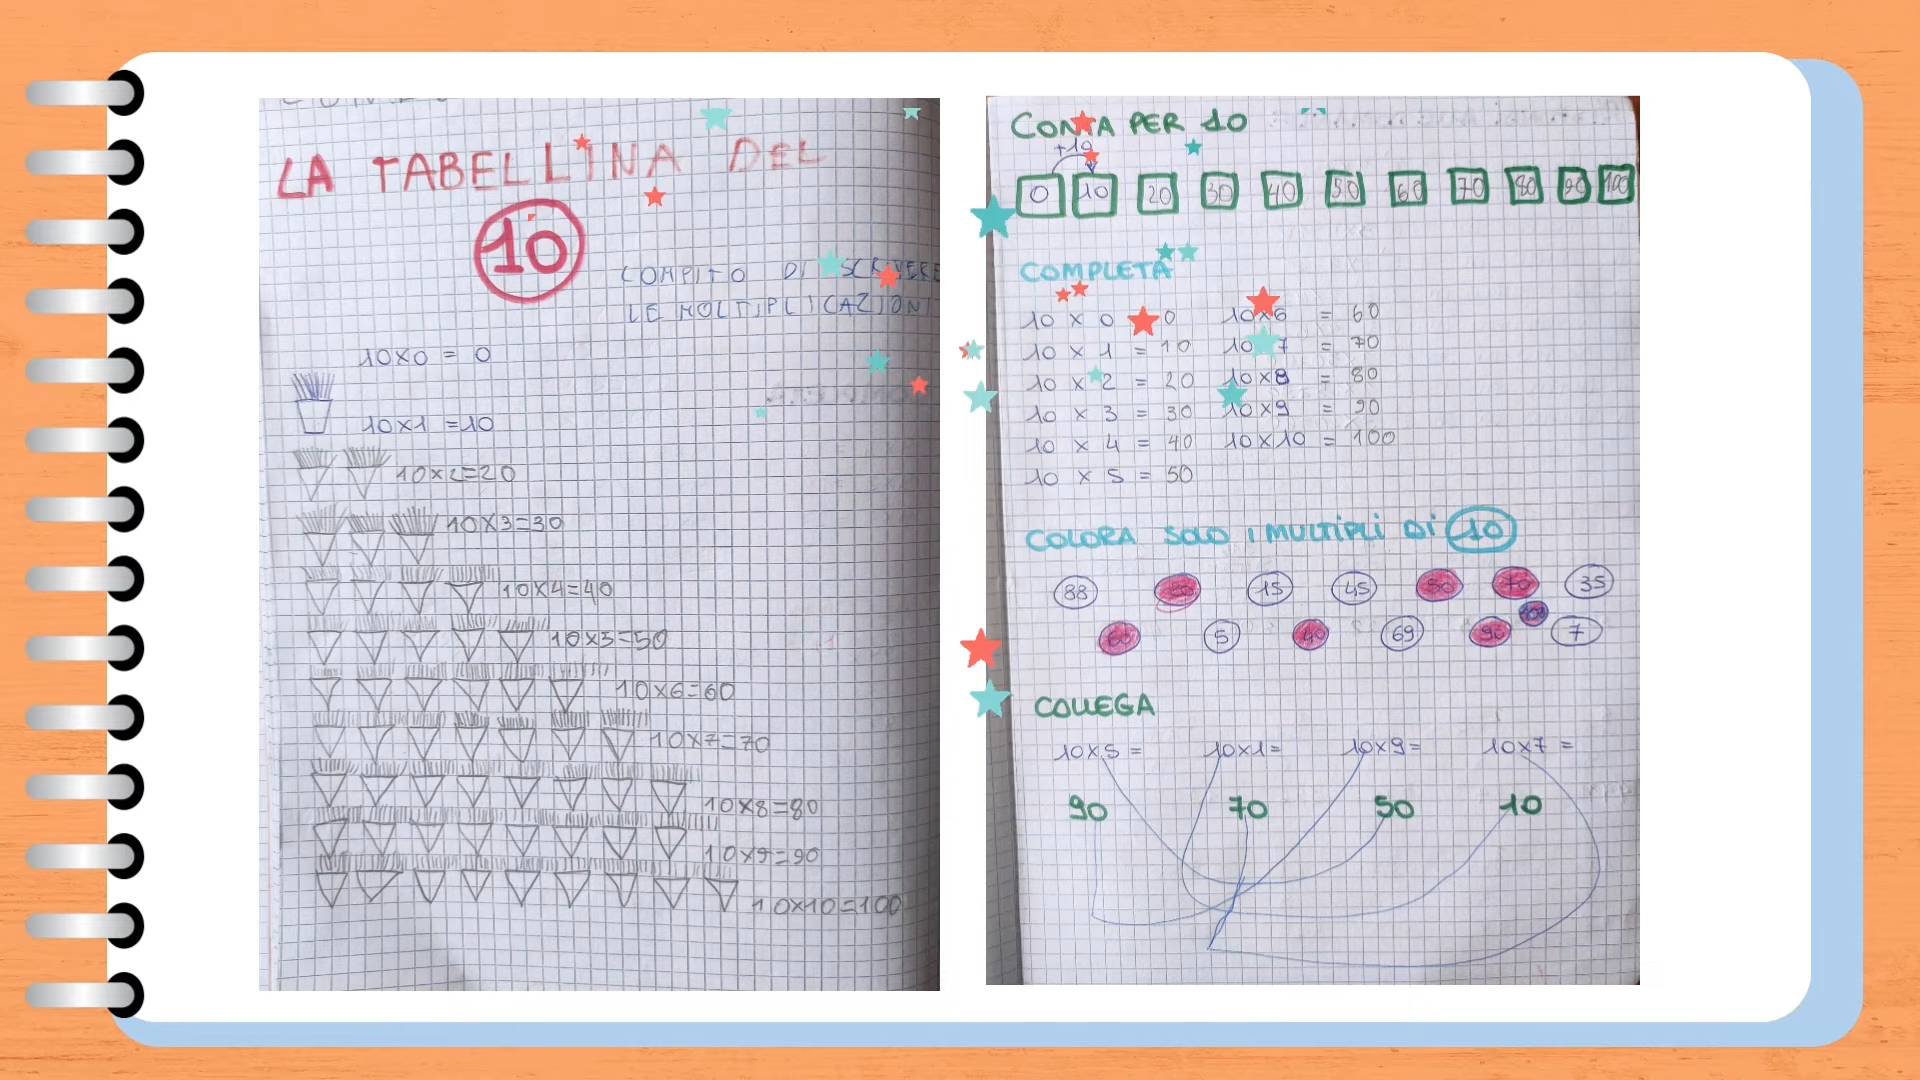 LA TABELLINA DEL
10
COMPITO DI SCRIVERE
LE MOLTIPLICAZIONI
10x0 = 0
10x1 =10
10x2=20
10x3=30
10x4=40
10x5=50
10x6=60
10x7=70
10x8=80
10x9=90
10x10=100
CONTA PER 10
+10
0 10 20 30 40 50 60 70 80 90 100
COMPLETA
10 x 0 0 10x6 = 60
10 x 1 = 10 10 7 = 70
10 x 2 = 20 10x8 = 80
10 x 3 = 30 10x9 = 90
10 x 4 = 40 10x10 = 100
10 x 5 = 50
COLORA SOLO I MULTIPLI DI 10
88 15 45 50 70 35
60 5 40 69 90 100 7
COLLEGA
10x5 = 10x1= 10x9= 10x7 =
90 70 50 10